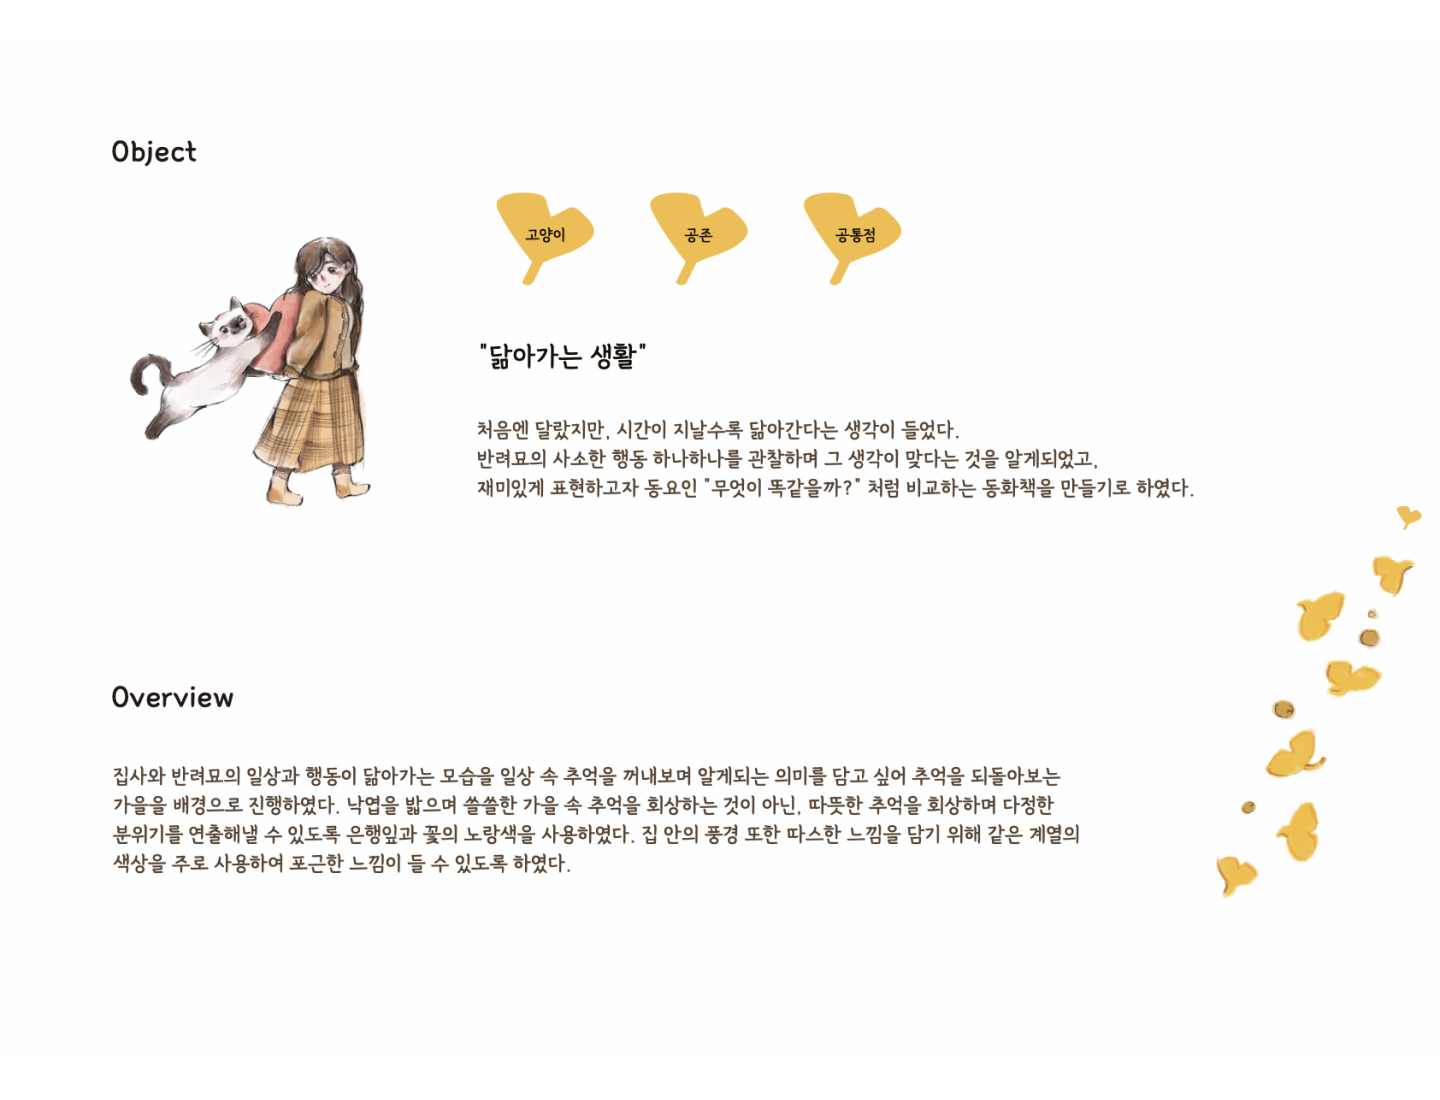 Object
고양이
공존
공통점
"닮아가는 생활"
처음엔 달랐지만, 시간이 지날수록 닮아간다는 생각이 들었다.
반려묘의 사소한 행동 하나하나를 관찰하며 그 생각이 맞다는 것을 알게되었고,
재미있게 표현하고자 동요인 "무엇이 똑같을까?" 처럼 비교하는 동화책을 만들기로 하였다.
Overview
집사와 반려묘의 일상과 행동이 닮아가는 모습을 일상 속 추억을 꺼내보며 알게되는 의미를 담고 싶어 추억을 되돌아보는
가을을 배경으로 진행하였다. 낙엽을 밟으며 쓸쓸한 가을 속 추억을 회상하는 것이 아닌, 따뜻한 추억을 회상하며 다정한
분위기를 연출해낼 수 있도록 은행잎과 꽃의 노랑색을 사용하였다. 집 안의 풍경 또한 따스한 느낌을 담기 위해 같은 계열의
색상을 주로 사용하여 포근한 느낌이 들 수 있도록 하였다.